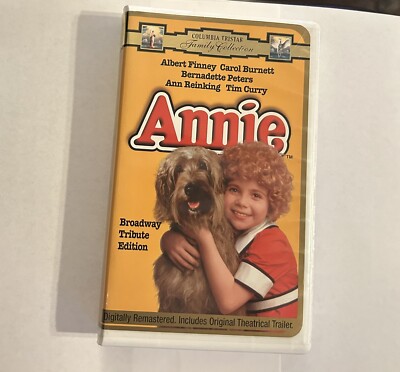 COLUMBIA TRISTAR
Family Collection
Albert Finney Carol Burnett
Bernadette Peters
Ann Reinking Tim Curry
Annie
TM
Broadway
Tribute
Edition
Digitally Remastered. Includes Original Theatrical Trailer.